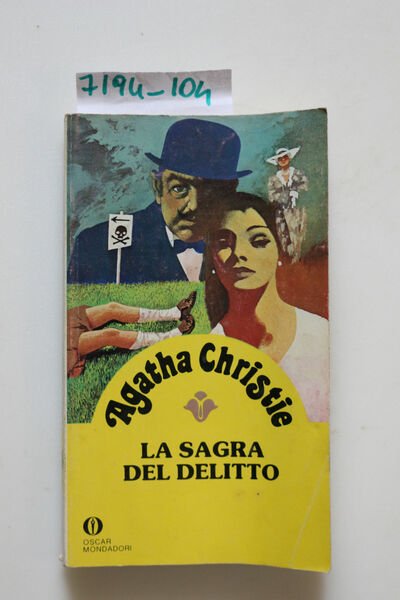 7194-104
Agatha Christie
LA SAGRA
DEL DELITTO
OSCAR
MONDADORI